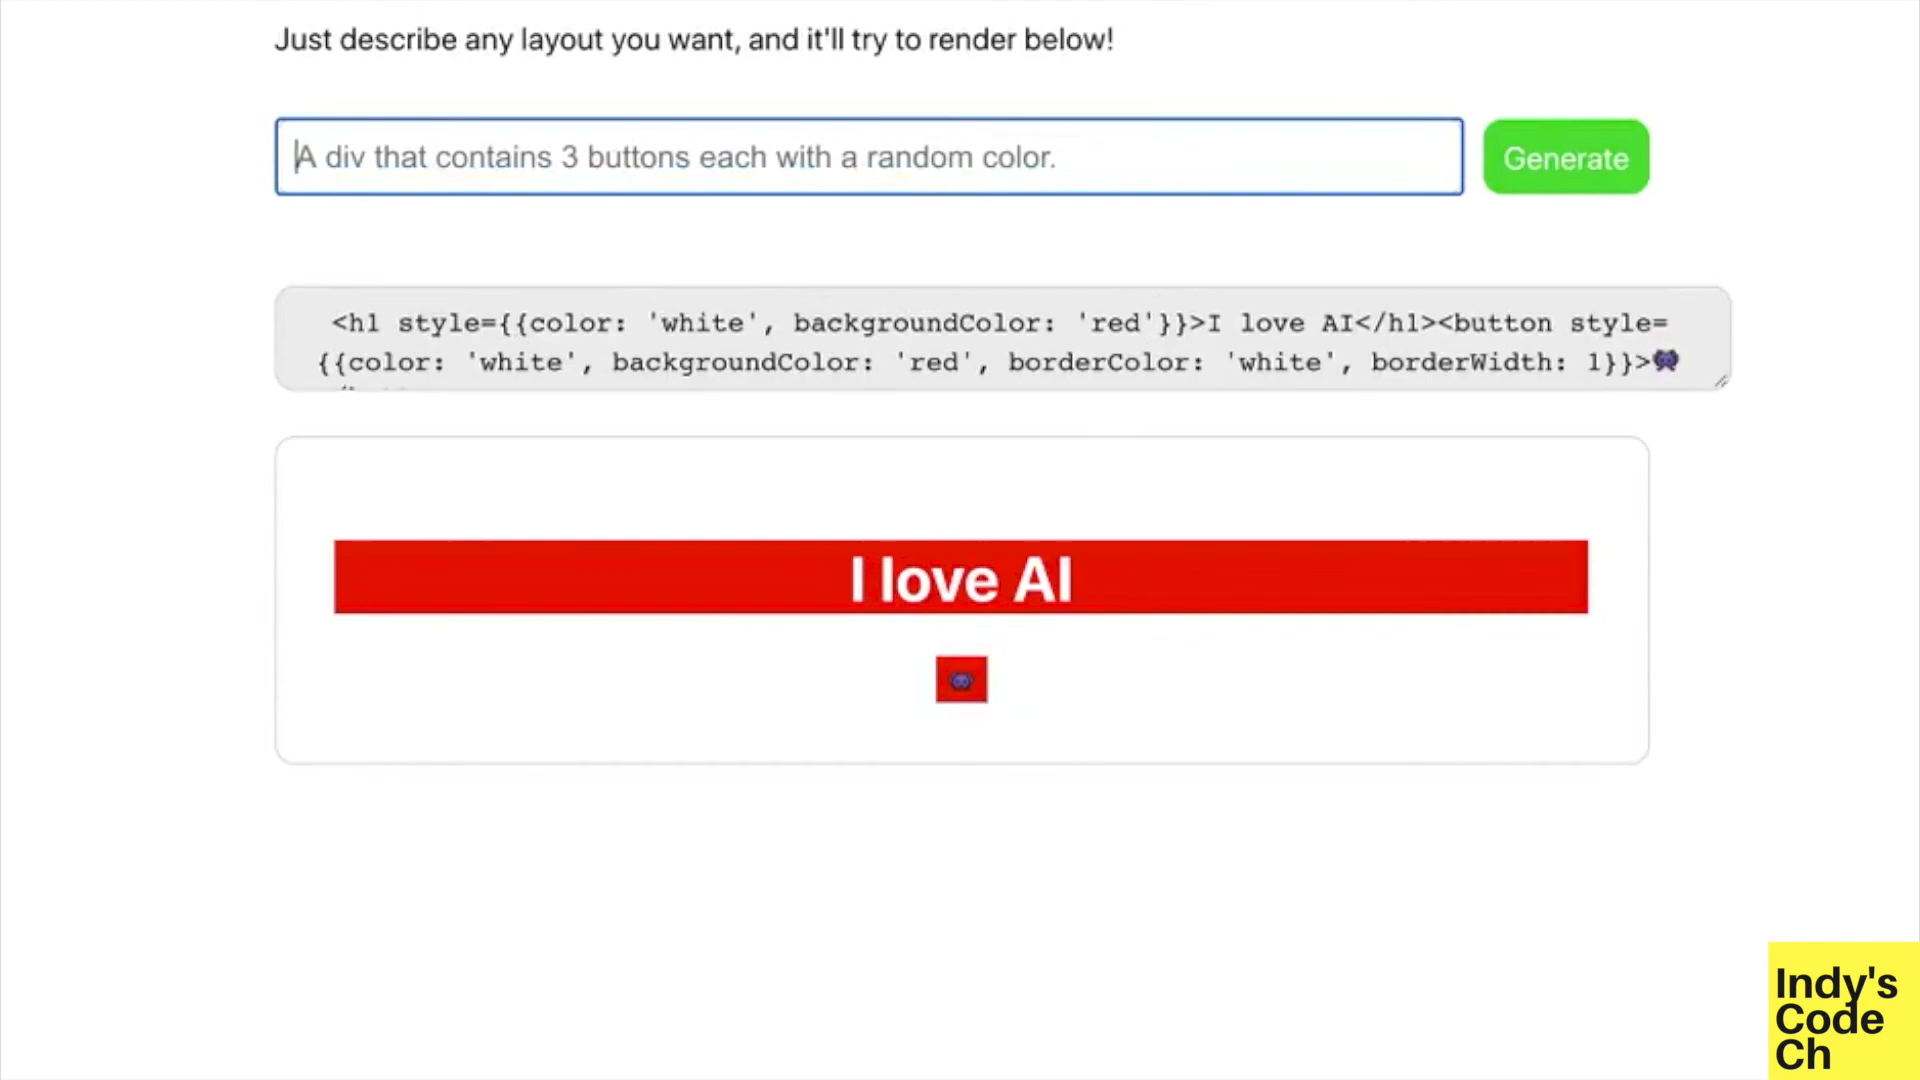 Just describe any layout you want, and it'll try to render below!
A div that contains 3 buttons each with a random color.
Generate
<h1 style={{color: 'white', backgroundColor: 'red'}}>I love AI</h1><button style=
{{color: 'white', backgroundColor: 'red', borderColor: 'white', borderWidth: 1}}>👾
I love AI
👾
Indy's
Code
Ch